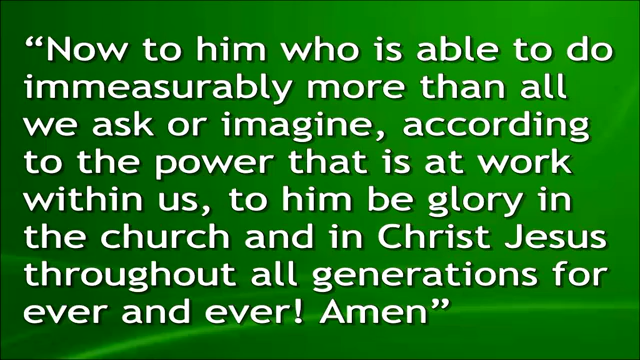 “Now to him who is able to do
immeasurably more than all
we ask or imagine, according
to the power that is at work
within us, to him be glory in
the church and in Christ Jesus
throughout all generations for
ever and ever! Amen”